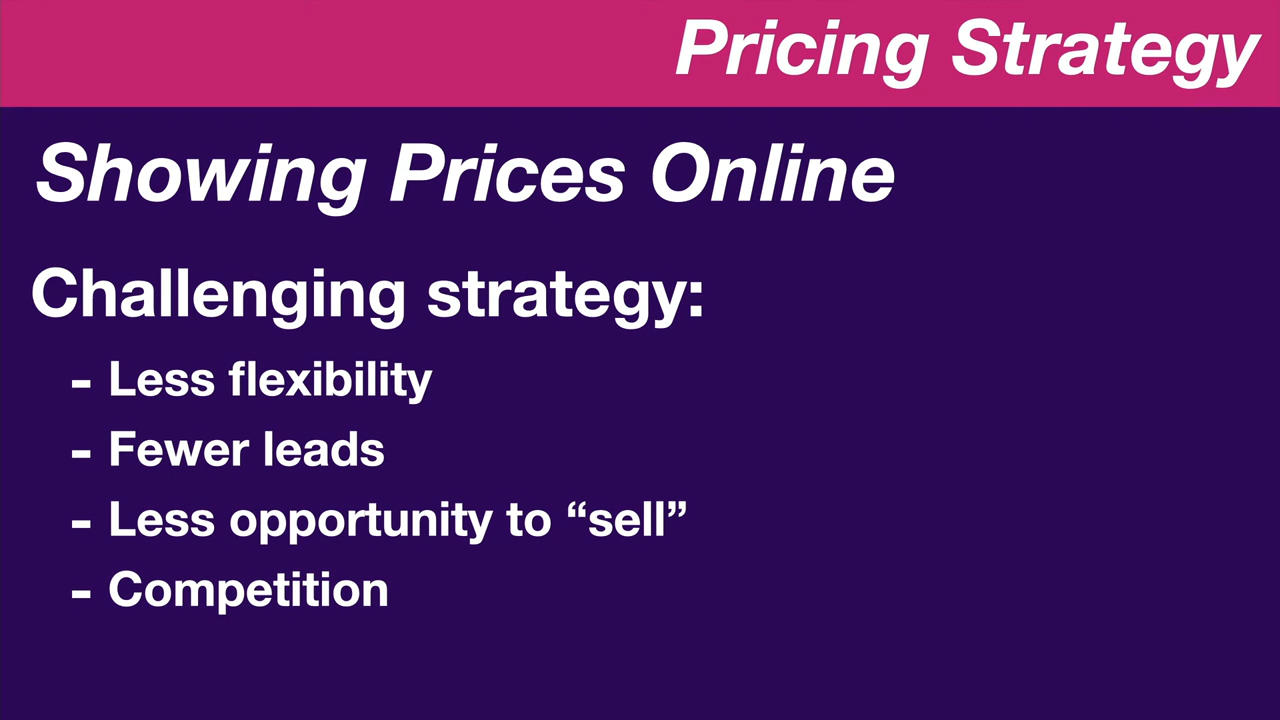 Pricing Strategy
Showing Prices Online
Challenging strategy:
- Less flexibility
- Fewer leads
- Less opportunity to “sell”
- Competition